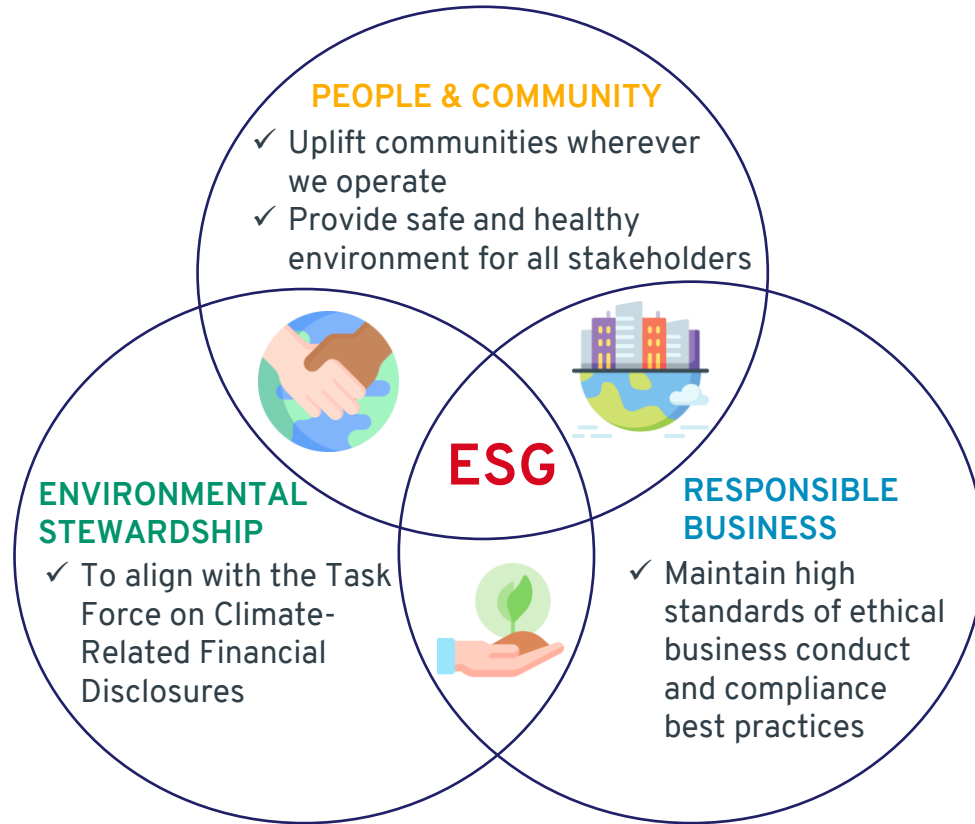 PEOPLE & COMMUNITY
✓ Uplift communities wherever
we operate
✓ Provide safe and healthy
environment for all stakeholders
ESG
ENVIRONMENTAL
STEWARDSHIP
✓ To align with the Task
Force on Climate-
Related Financial
Disclosures
RESPONSIBLE
BUSINESS
✓ Maintain high
standards of ethical
business conduct
and compliance
best practices